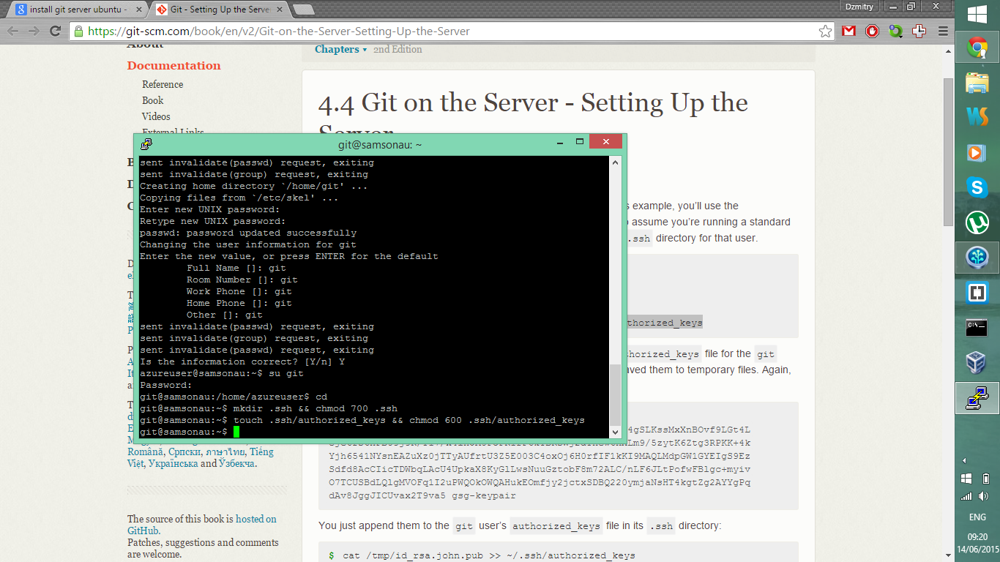 install git server ubuntu -
Git - Setting Up the Serve
Dzmitry
https://git-scm.com/book/en/v2/Git-on-the-Server-Setting-Up-the-Server
About
Documentation
Reference
Book
Videos
External Links
Chapters ▾ 2nd Edition
4.4 Git on the Server - Setting Up the
Server
git@samsonau: ~
sent invalidate(passwd) request, exiting
sent invalidate(group) request, exiting
Creating home directory `/home/git' ...
Copying files from `/etc/skel' ...
Enter new UNIX password:
Retype new UNIX password:
passwd: password updated successfully
Changing the user information for git
Enter the new value, or press ENTER for the default
Full Name []: git
Room Number []: git
Work Phone []: git
Home Phone []: git
Other []: git
sent invalidate(passwd) request, exiting
sent invalidate(group) request, exiting
sent invalidate(passwd) request, exiting
Is the information correct? [Y/n] Y
azureuser@samsonau:~$ su git
Password:
git@samsonau:/home/azureuser$ cd
git@samsonau:~$ mkdir .ssh && chmod 700 .ssh
git@samsonau:~$ touch .ssh/authorized_keys && chmod 600 .ssh/authorized_keys
git@samsonau:~$
s example, you'll use the
assume you're running a standard
.ssh directory for that user.
thorized_keys
horized_keys file for the git
aved them to temporary files. Again,
4gSLKssMxXnBOvf9LGt4L
Yjh6541NYsnEAZuXz0jTTyAUfrtU3Z5E003C4oxOj6H0rfIF1kKI9MAQLMdpGW1GYEIgS9Ez
Sdfd8AcCIicTDWbqLAcU4UpkaX8KyGlLwsNuuGztobF8m72ALC/nLF6JLtPofwFBlgc+myiv
O7TCUSBdLQlgMVOFq1I2uPWQOkOWQAHukEOmfjy2jctxSDBQ220ymjaNsHT4kgtZg2AYYgPq
dAv8JggJICUvax2T9va5 gsg-keypair
Română, Српски, ภาษาไทย, Tiếng
Việt, Українська and Ўзбекча.
The source of this book is hosted on
GitHub.
Patches, suggestions and comments
are welcome.
You just append them to the git user's authorized_keys file in its .ssh directory:
$ cat /tmp/id_rsa.john.pub >> ~/.ssh/authorized_keys
ENG
09:20
14/06/2015